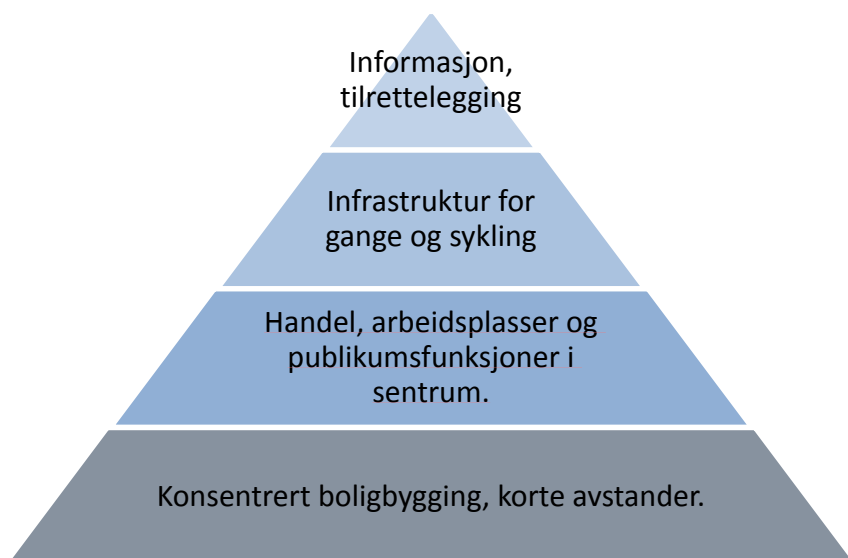 Informasjon,
tilrettelegging
Infrastruktur for
gange og sykling
Handel, arbeidsplasser og
publikumsfunksjoner i
sentrum.
Konsentrert boligbygging, korte avstander.